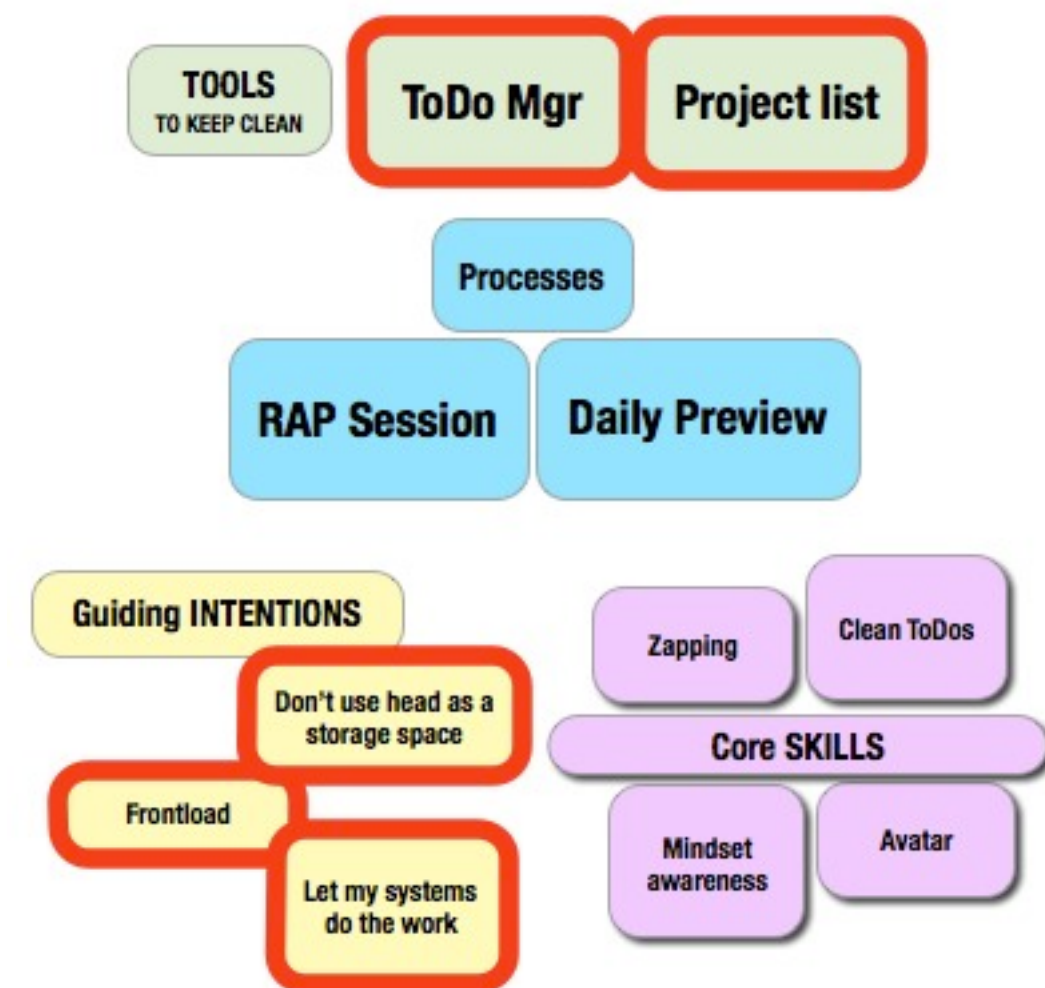 TOOLS
TO KEEP CLEAN
ToDo Mgr
Project list
Processes
RAP Session
Daily Preview
Guiding INTENTIONS
Don't use head as a
storage space
Frontload
Let my systems
do the work
Zapping
Clean ToDos
Core SKILLS
Mindset
awareness
Avatar